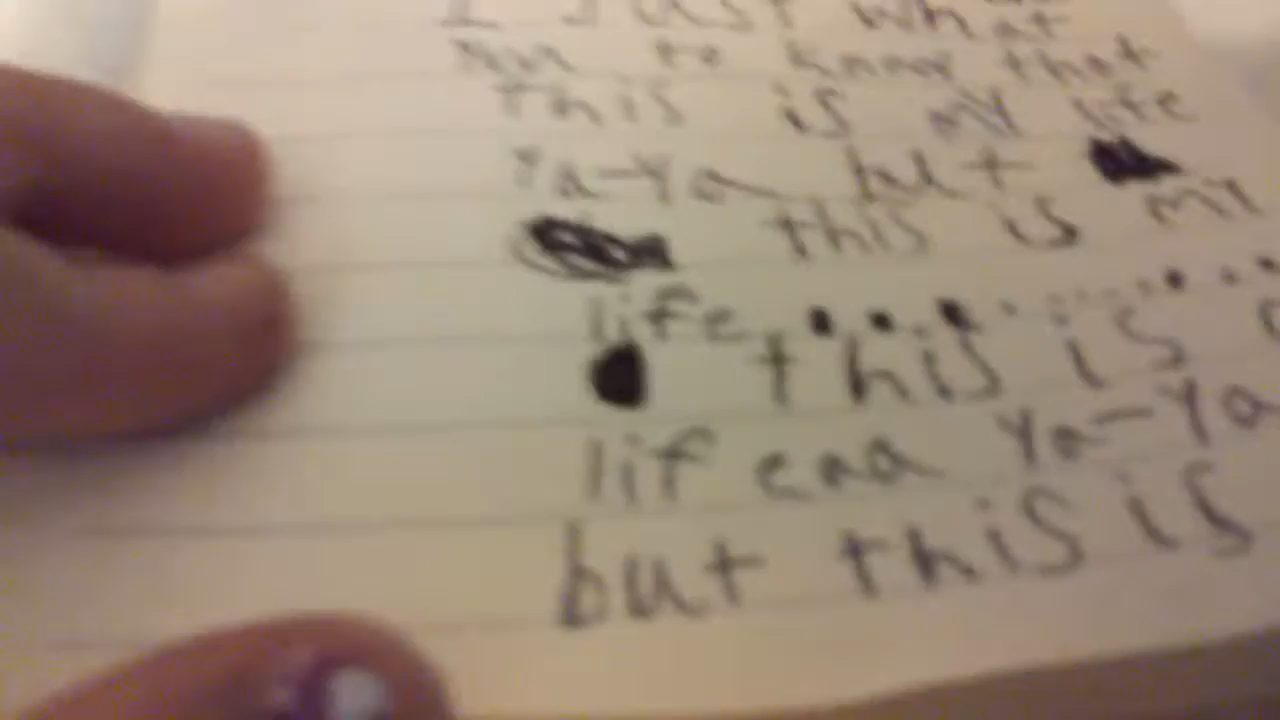 I Just what
to know that
this is my life
Ya-Ya but
this is MY
life
this is
lif enaa Ya-Ya
but this is